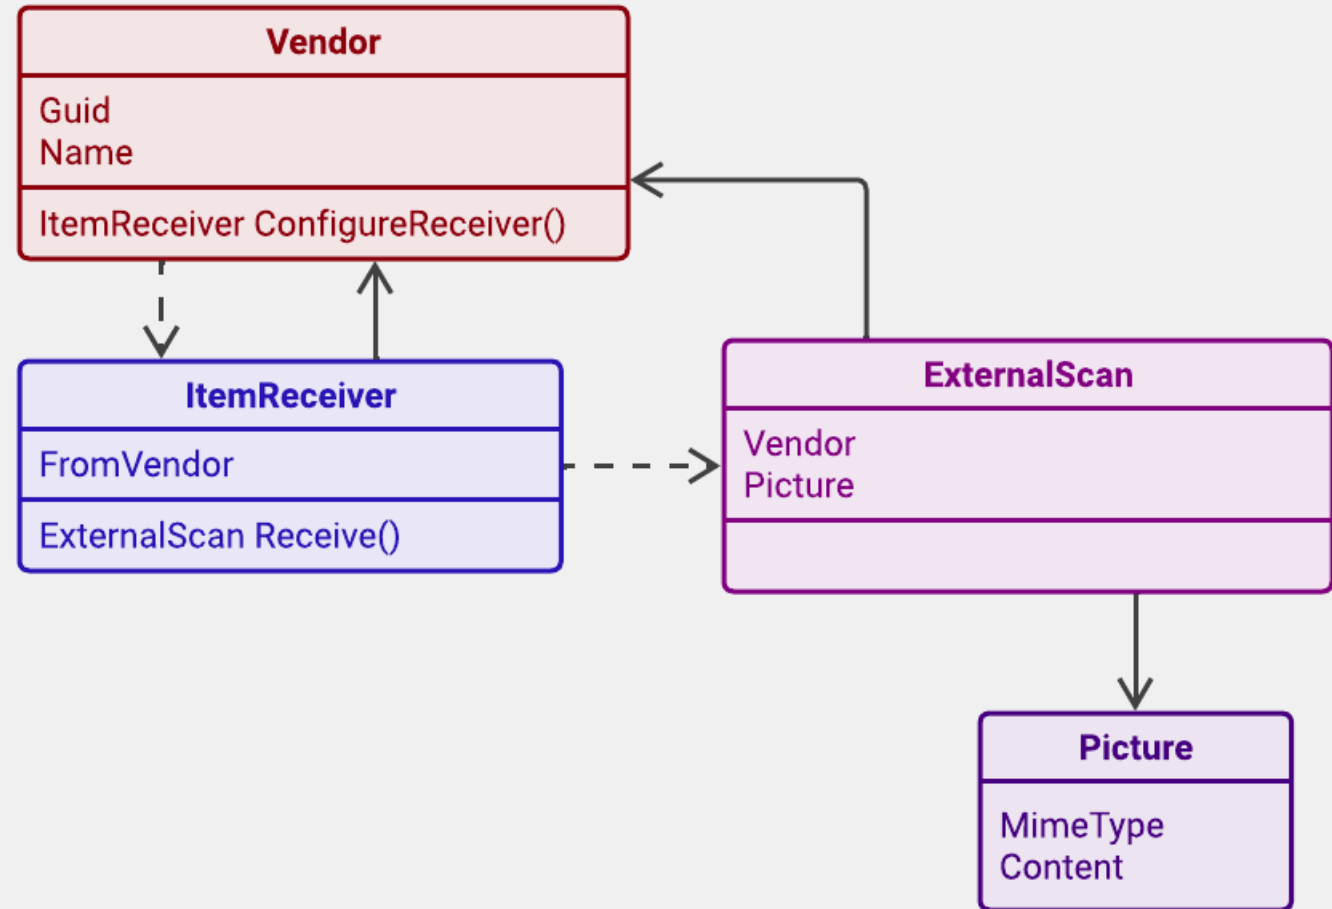 Vendor
Guid
Name
ItemReceiver ConfigureReceiver()
ItemReceiver
FromVendor
ExternalScan Receive()
ExternalScan
Vendor
Picture
Picture
MimeType
Content